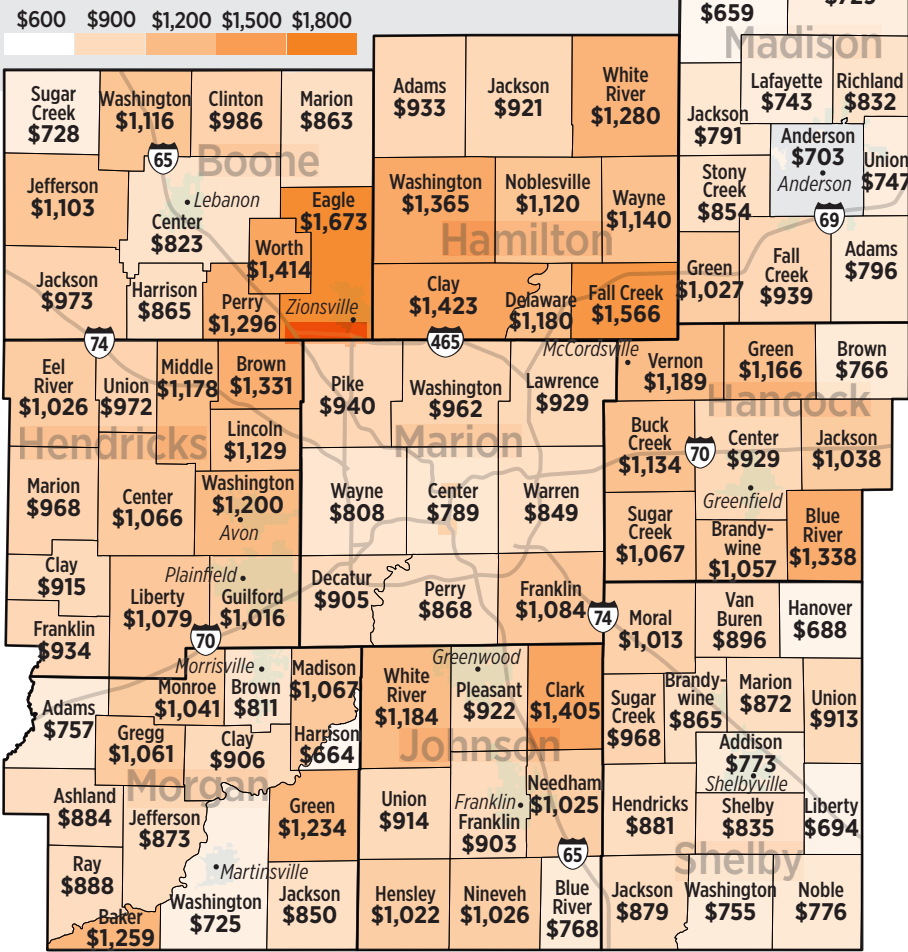 $600 $900 $1,200 $1,500 $1,800
$659
Madison
Sugar
Creek
$728
Washington
$1,116
Clinton
$986
Marion
$863
Adams
$933
Jackson
$921
White
River
$1,280
Lafayette
$743
Richland
$832
Jackson
$791
Anderson
$703
Anderson
Union
$747
65
Boone
Jefferson
$1,103
Lebanon
Center
$823
Eagle
$1,673
Worth
$1,414
Washington
$1,365
Noblesville
$1,120
Wayne
$1,140
Hamilton
Stony
Creek
$854
69
Jackson
$973
Harrison
$865
Perry
$1,296
Zionsville
Clay
$1,423
Delaware
$1,180
Fall Creek
$1,566
Green
$1,027
Fall
Creek
$939
Adams
$796
74
465
McCordsville
Eel
River
$1,026
Union
$972
Middle
$1,178
Brown
$1,331
Pike
$940
Washington
$962
Lawrence
$929
Vernon
$1,189
Green
$1,166
Brown
$766
Hancock
Lincoln
$1,129
Hendricks
Marion
Buck
Creek
$1,134
70
Center
$929
Greenfield
Jackson
$1,038
Marion
$968
Center
$1,066
Washington
$1,200
Avon
Wayne
$808
Center
$789
Warren
$849
Sugar
Creek
$1,067
Brandy-
wine
$1,057
Blue
River
$1,338
Clay
$915
Plainfield
Liberty
$1,079
Guilford
$1,016
Decatur
$905
Perry
$868
Franklin
$1,084
74
Moral
$1,013
Van
Buren
$896
Hanover
$688
Franklin
$934
70
Morrisville
Adams
$757
Monroe
$1,041
Brown
$811
Madison
$1,067
Greenwood
White
River
$1,184
Pleasant
$922
Clark
$1,405
Johnson
Sugar
Creek
$968
Brandy-
wine
$865
Marion
$872
Union
$913
Gregg
$1,061
Clay
$906
Harrison
$664
Addison
$773
Shelbyville
Morgan
Ashland
$884
Jefferson
$873
Green
$1,234
Union
$914
Franklin
Franklin
$903
Needham
$1,025
Hendricks
$881
Shelby
$835
Liberty
$694
65
Shelby
Ray
$888
Martinsville
Washington
$725
Jackson
$850
Hensley
$1,022
Nineveh
$1,026
Blue
River
$768
Jackson
$879
Washington
$755
Noble
$776
Baker
$1,259